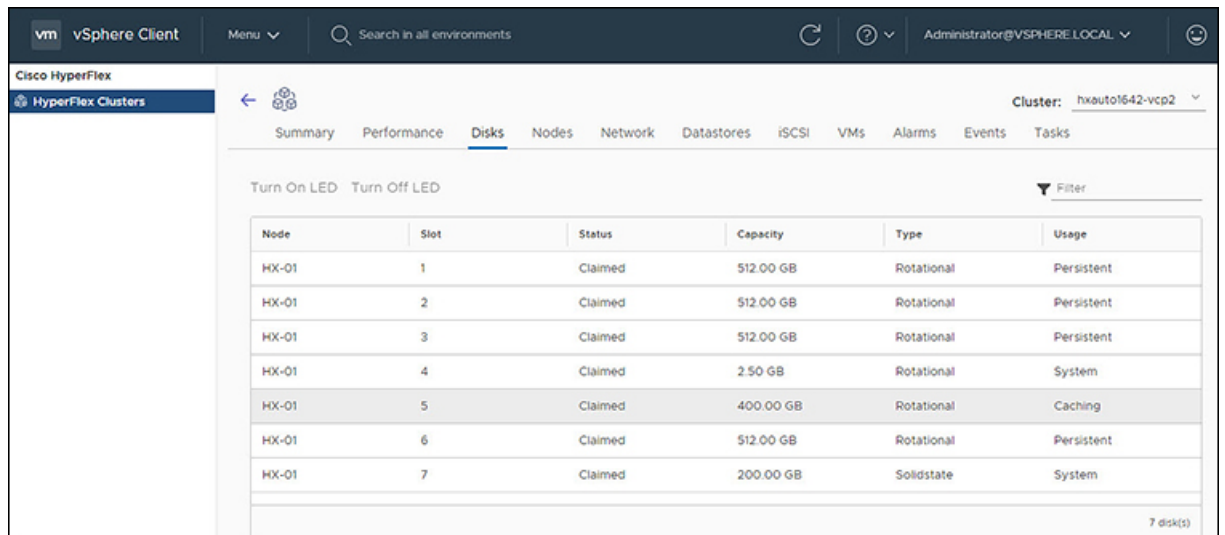 vm vSphere Client Menu Search in all environments Administrator@VSPHERE.LOCAL
Cisco HyperFlex
HyperFlex Clusters
Cluster: hxauto1642-vcp2
Summary Performance Disks Nodes Network Datastores iSCSI VMs Alarms Events Tasks
Turn On LED Turn Off LED Filter
Node Slot Status Capacity Type Usage
HX-01 1 Claimed 512.00 GB Rotational Persistent
HX-01 2 Claimed 512.00 GB Rotational Persistent
HX-01 3 Claimed 512.00 GB Rotational Persistent
HX-01 4 Claimed 2.50 GB Rotational System
HX-01 5 Claimed 400.00 GB Rotational Caching
HX-01 6 Claimed 512.00 GB Rotational Persistent
HX-01 7 Claimed 200.00 GB Solidstate System
7 disk(s)